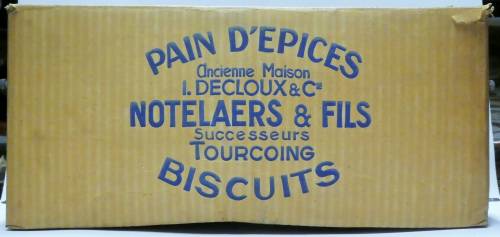 PAIN D'EPICES
Ancienne Maison
I. DECLOUX & Cie
NOTELAERS & FILS
Successeurs
TOURCOING
BISCUITS